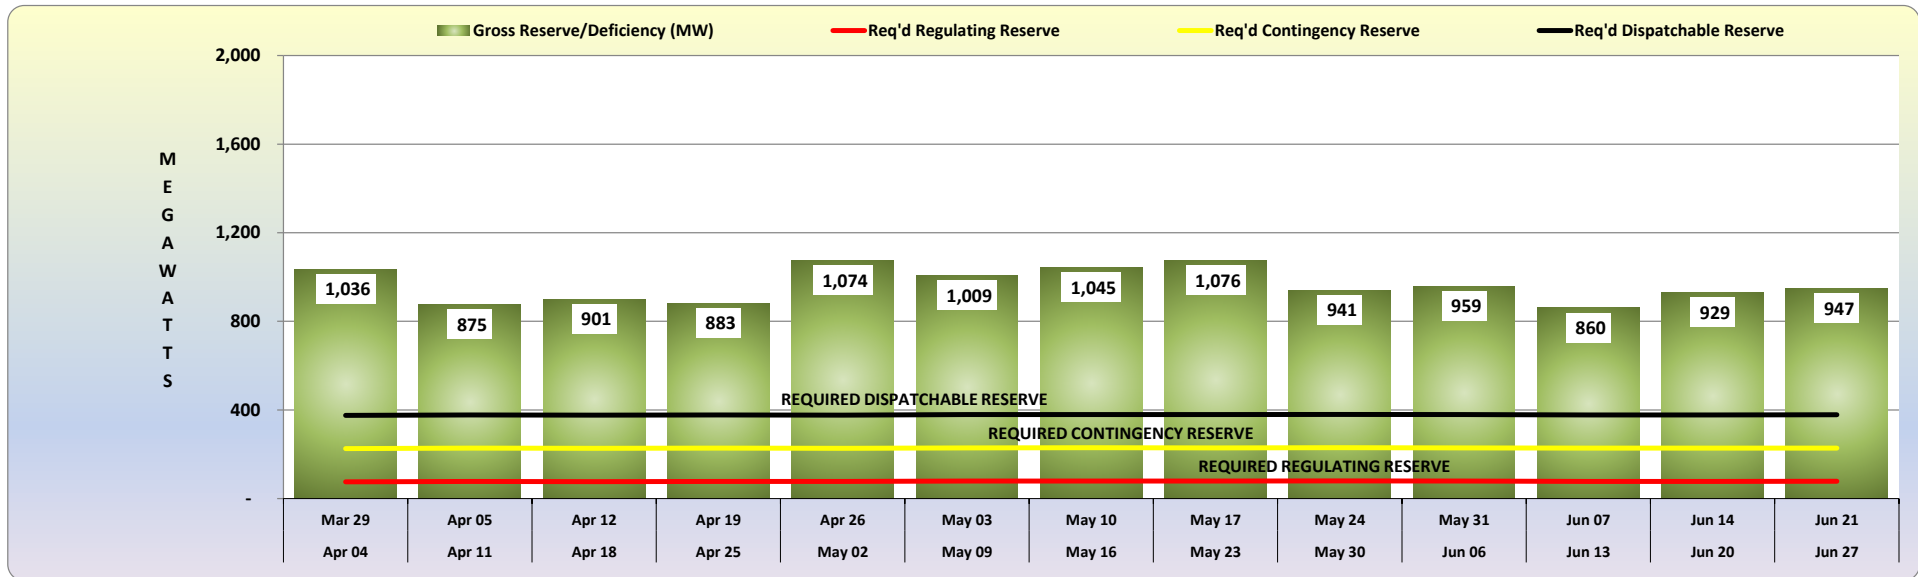 Gross Reserve/Deficiency (MW) Req'd Regulating Reserve Req'd Contingency Reserve Req'd Dispatchable Reserve
2,000
1,600
1,200
800
400
-
M
E
G
A
W
A
T
T
S
1,036 875 901 883 1,074 1,009 1,045 1,076 941 959 860 929 947
REQUIRED DISPATCHABLE RESERVE
REQUIRED CONTINGENCY RESERVE
REQUIRED REGULATING RESERVE
Mar 29 Apr 05 Apr 12 Apr 19 Apr 26 May 03 May 10 May 17 May 24 May 31 Jun 07 Jun 14 Jun 21
Apr 04 Apr 11 Apr 18 Apr 25 May 02 May 09 May 16 May 23 May 30 Jun 06 Jun 13 Jun 20 Jun 27